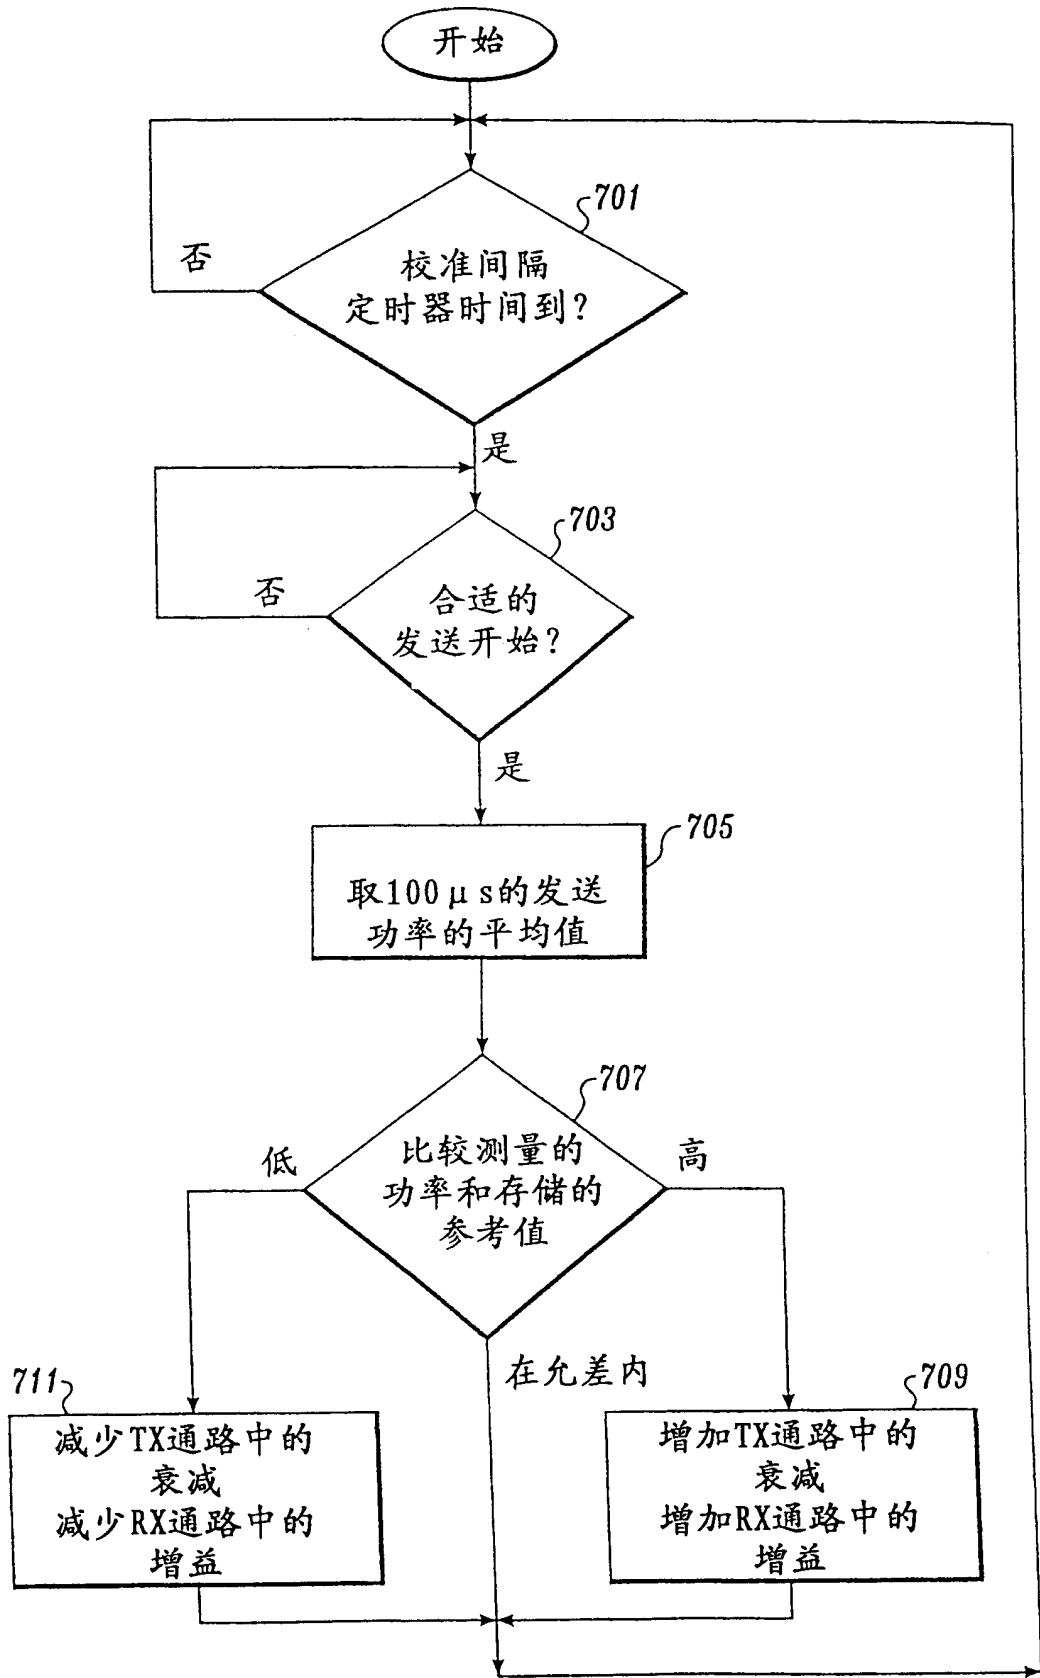 开始
701
否
校准间隔
定时器时间到?
是
703
否
合适的
发送开始?
是
705
取100μs的发送
功率的平均值
707
低
比较测量的
功率和存储的
参考值
高
在允差内
711
减少TX通路中的
衰减
减少RX通路中的
增益
709
增加TX通路中的
衰减
增加RX通路中的
增益